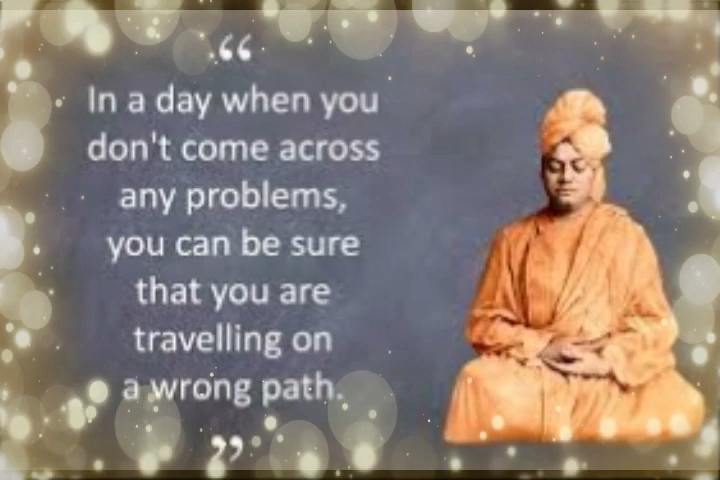 “
In a day when you
don't come across
any problems,
you can be sure
that you are
travelling on
a wrong path.
”